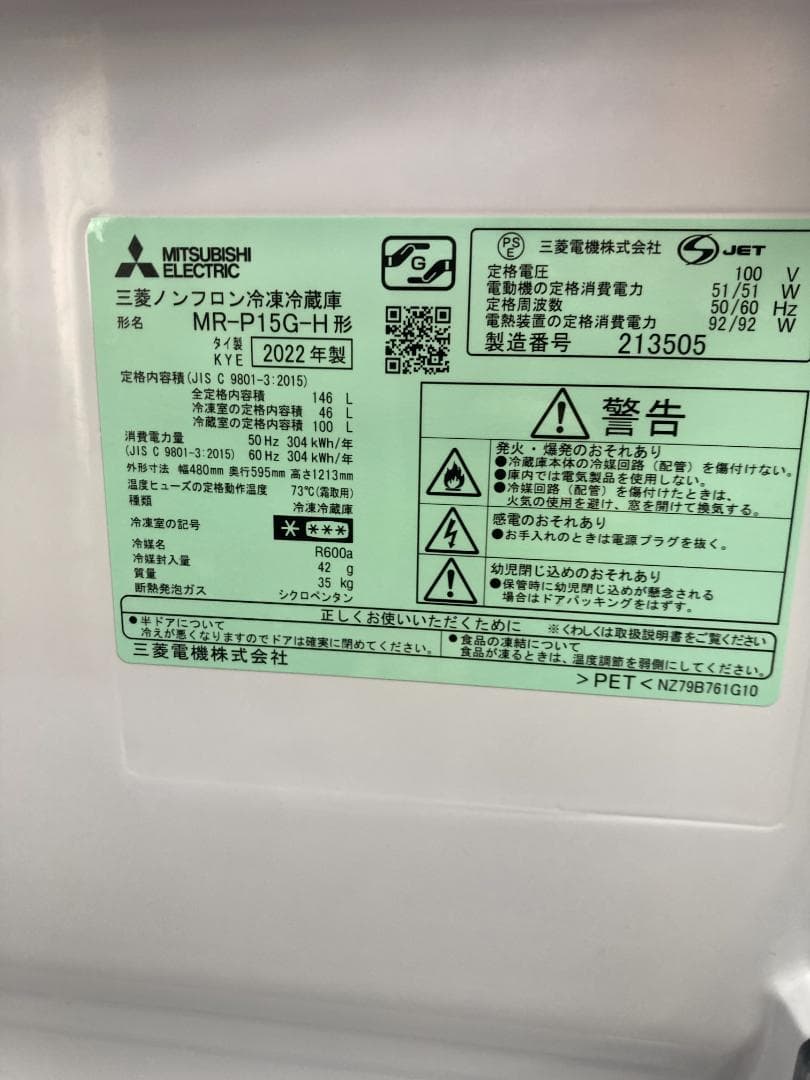 MITSUBISHI
ELECTRIC
三菱ノンフロン冷凍冷蔵庫
形名 MR-P15G-H形
タイ製
KYE 2022年製
定格内容積(JIS C 9801-3:2015)
全定格内容積 146 L
冷凍室の定格内容積 46 L
冷蔵室の定格内容積 100 L
消費電力量 50Hz 304 kWh/年
(JIS C 9801-3:2015) 60Hz 304 kWh/年
外形寸法 幅480mm 奥行595mm 高さ1213mm
温度ヒューズの定格動作温度 73℃(霜取用)
種類 冷凍冷蔵庫
冷凍室の記号
冷媒名 R600a
冷媒封入量 42 g
質量 35 kg
断熱発泡ガス シクロペンタン
G
PSE 三菱電機株式会社 S JET
定格電圧 100 V
電動機の定格消費電力 51/51 W
定格周波数 50/60 Hz
電熱装置の定格消費電力 92/92 W
製造番号 213505
警告
発火・爆発のおそれあり
●冷蔵庫本体の冷媒回路(配管)を傷付けない。
●庫内では電気製品を使用しない。
●冷媒回路(配管)を傷付けたときは、
火気の使用を避け、窓を開けて換気する。
感電のおそれあり
●お手入れのときは電源プラグを抜く。
幼児閉じ込めのおそれあり
●保管時に幼児閉じ込めが懸念される
場合はドアパッキングをはずす。
正しくお使いいただくために ※くわしくは取扱説明書をご覧ください
●半ドアについて
冷えが悪くなりますのでドアは確実に閉めてください。
●食品の凍結について
食品が凍るときは、温度調節を弱側にしてください。
三菱電機株式会社
>PET< NZ79B761G10